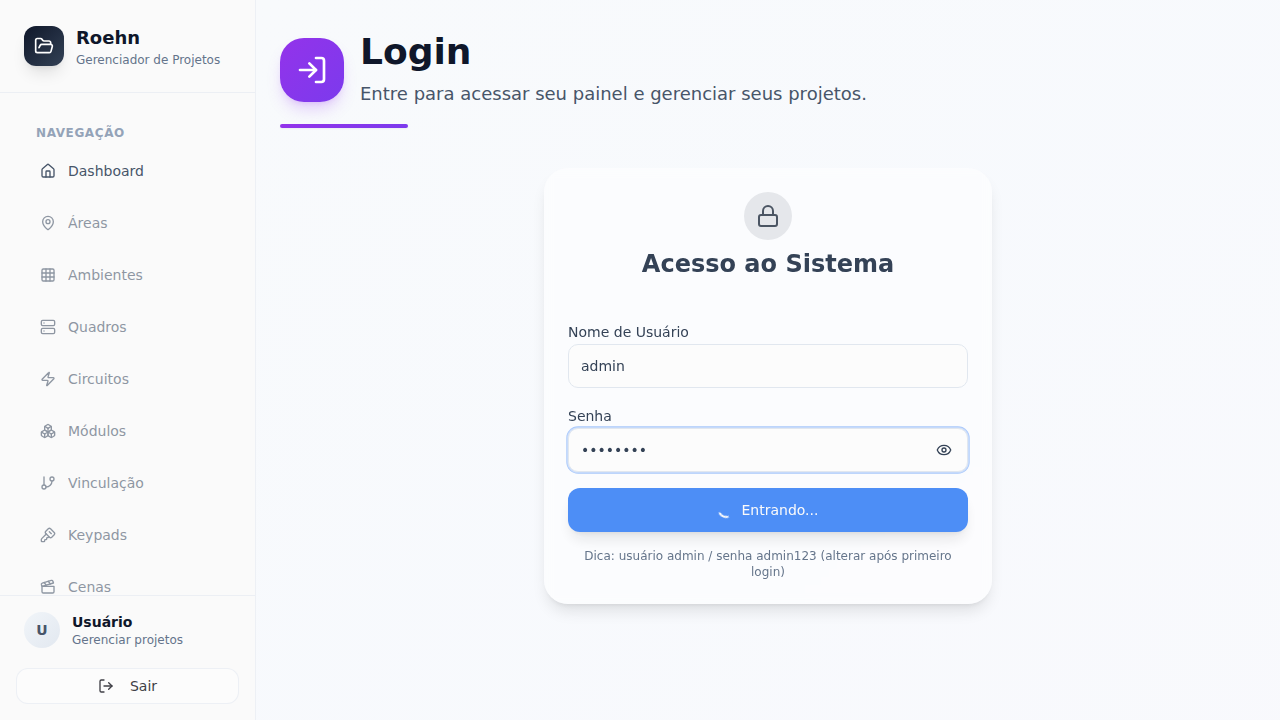 Roehn
Gerenciador de Projetos
NAVEGAÇÃO
Dashboard
Áreas
Ambientes
Quadros
Circuitos
Módulos
Vinculação
Keypads
Cenas
U
Usuário
Gerenciar projetos
Sair
Login
Entre para acessar seu painel e gerenciar seus projetos.
Acesso ao Sistema
Nome de Usuário
admin
Senha
••••••••
Entrando...
Dica: usuário admin / senha admin123 (alterar após primeiro
login)